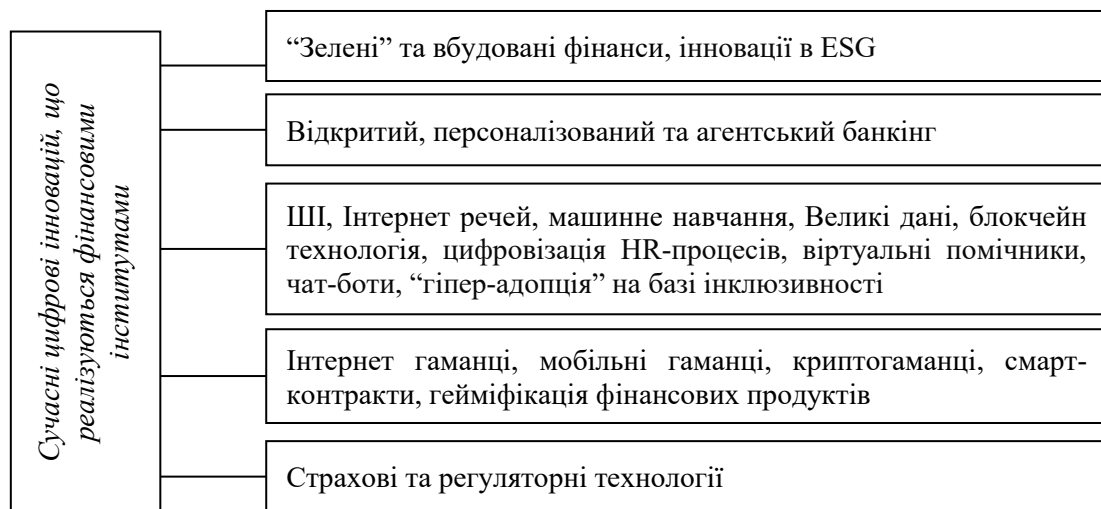 Сучасні цифрові інновацій, що
реалізуються фінансовими
інститутами
“Зелені” та вбудовані фінанси, інновації в ESG
Відкритий, персоналізований та агентський банкінг
ШІ, Інтернет речей, машинне навчання, Великі дані, блокчейн
технологія, цифровізація HR-процесів, віртуальні помічники,
чат-боти, “гіпер-адопція” на базі інклюзивності
Інтернет гаманці, мобільні гаманці, криптогаманці, смарт-
контракти, гейміфікація фінансових продуктів
Страхові та регуляторні технології